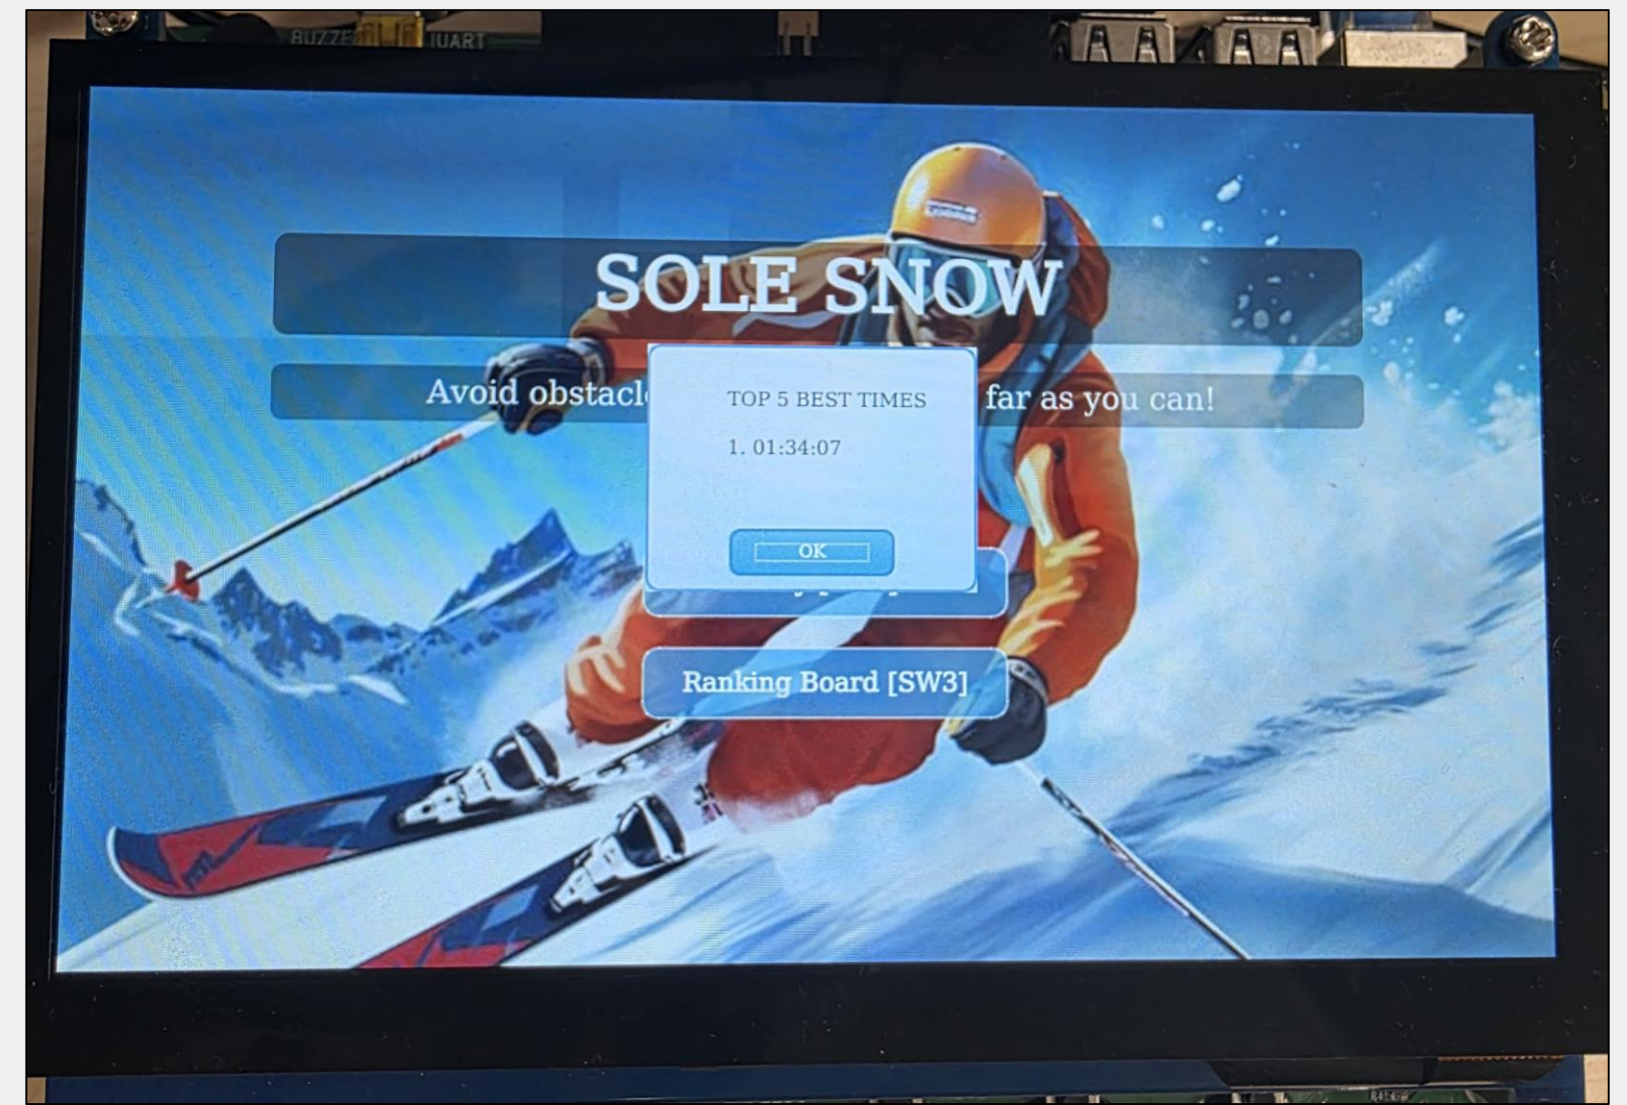 BUZZE UART
SOLE SNOW
Avoid obstacl far as you can!
TOP 5 BEST TIMES
1. 01:34:07
OK
Ranking Board [SW3]